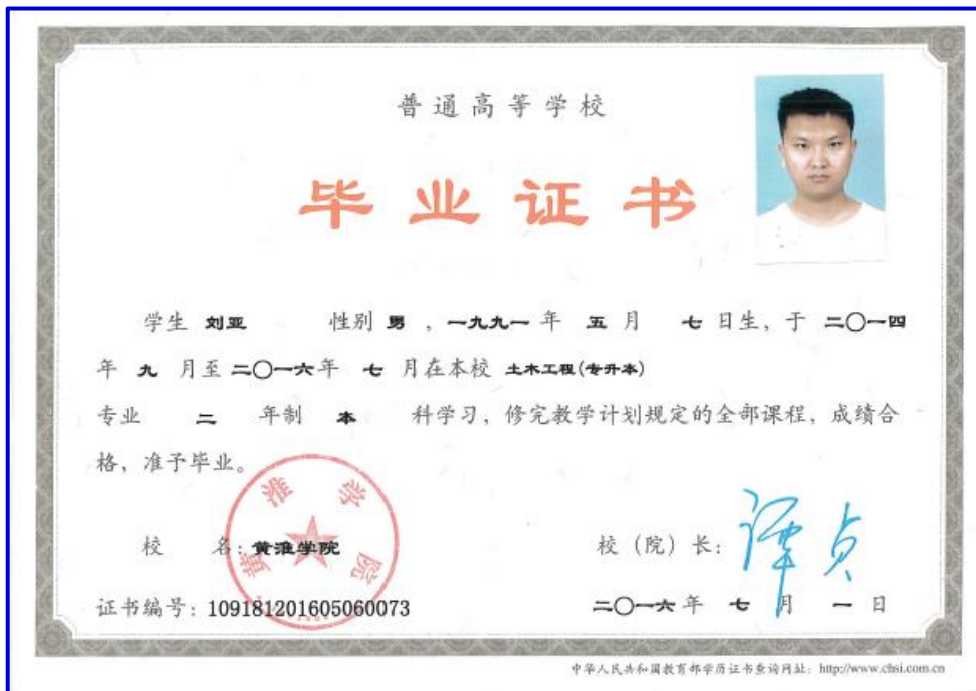 普通高等学校
毕业证书
学生 刘亚 性别 男 ，一九九一 年 五 月 七 日生，于 二〇一四
年 九 月至 二〇一六年 七 月在本校 土木工程(专升本)
专业 二 年制 本 科学习，修完教学计划规定的全部课程，成绩合
格，准予毕业。
黄淮学院
校 名：黄淮学院 校（院）长：谭贞
证书编号：109181201605060073 二〇一六 年 七 月 一 日
中华人民共和国教育部学历证书查询网址：http://www.chsi.com.cn